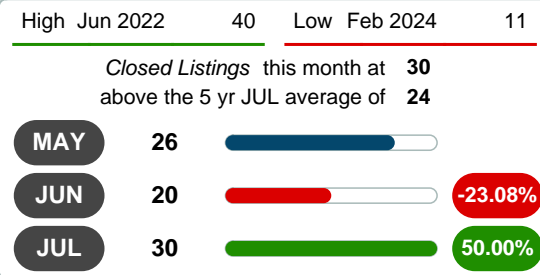 High Jun 2022 40 Low Feb 2024 11
Closed Listings this month at 30
above the 5 yr JUL average of 24
MAY 26
JUN 20 -23.08%
JUL 30 50.00%